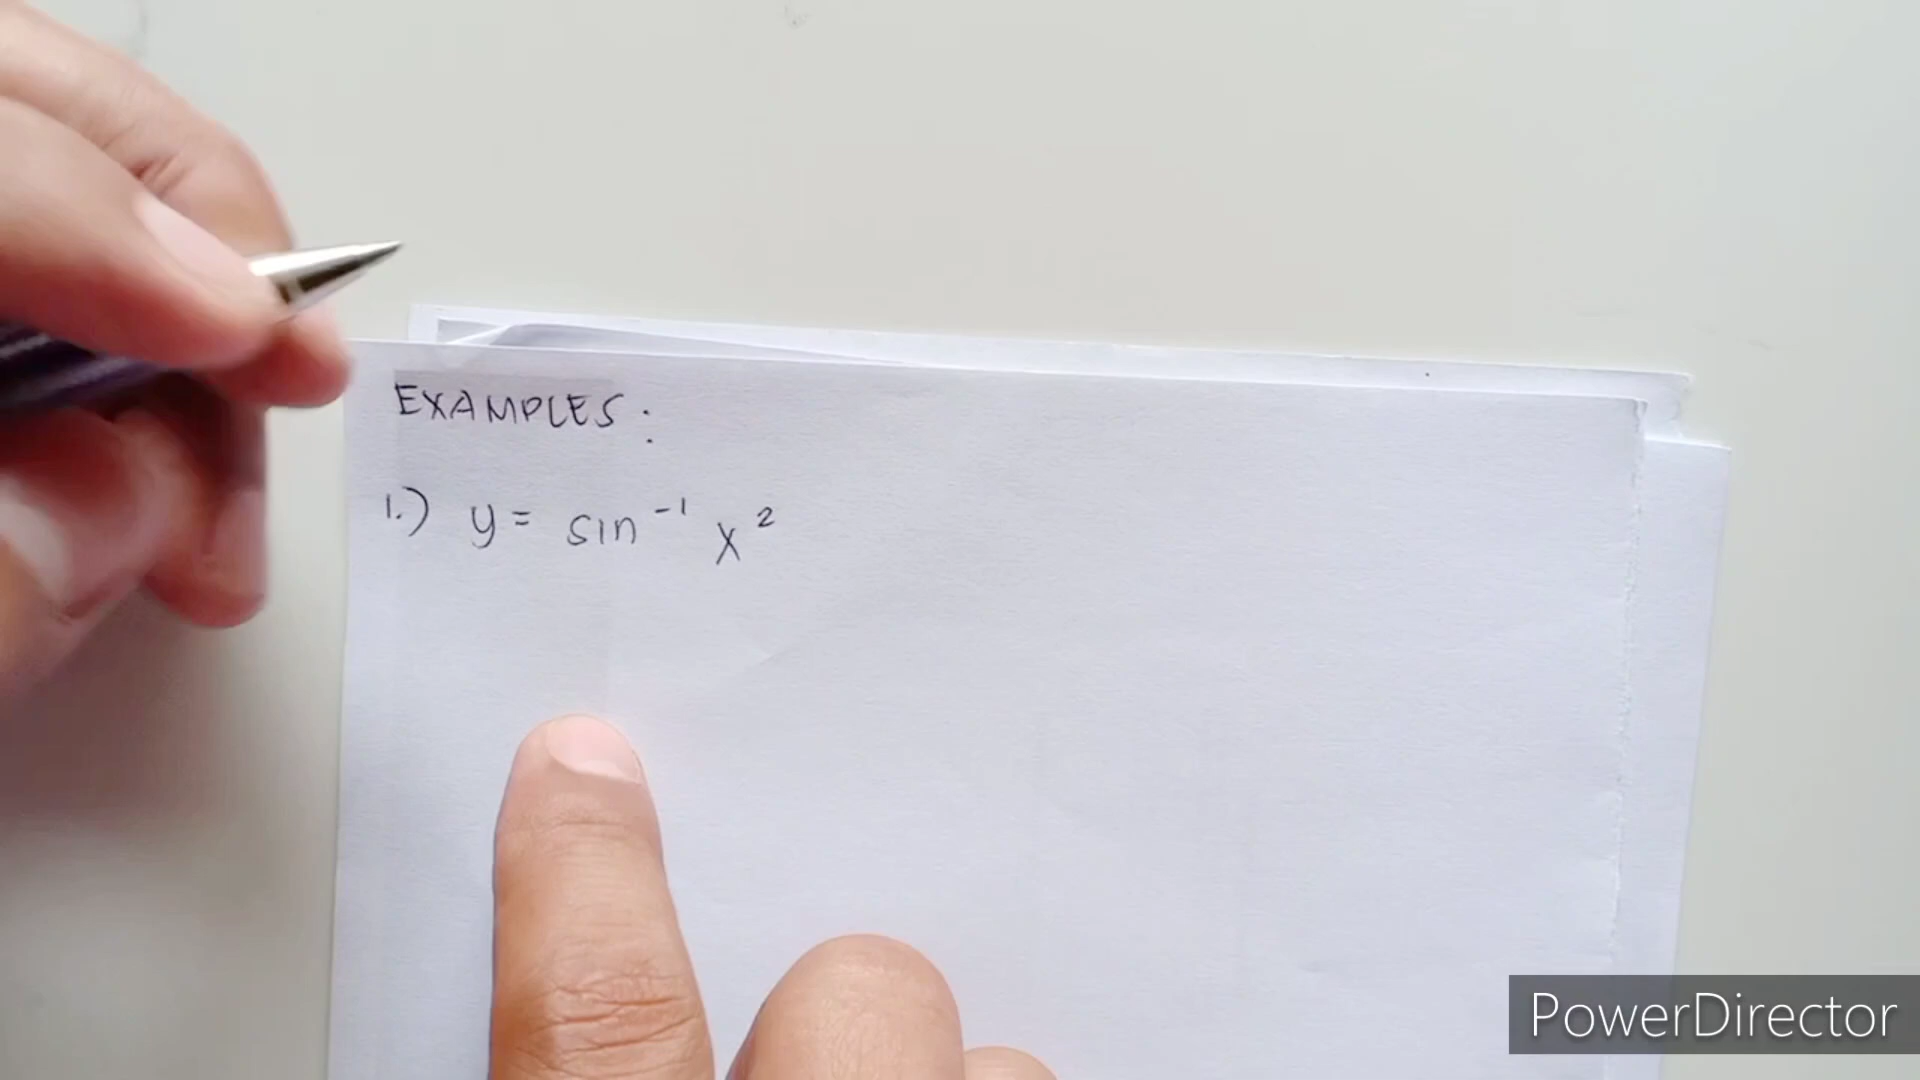 EXAMPLES:
1.) y = sin⁻¹ x²
PowerDirector